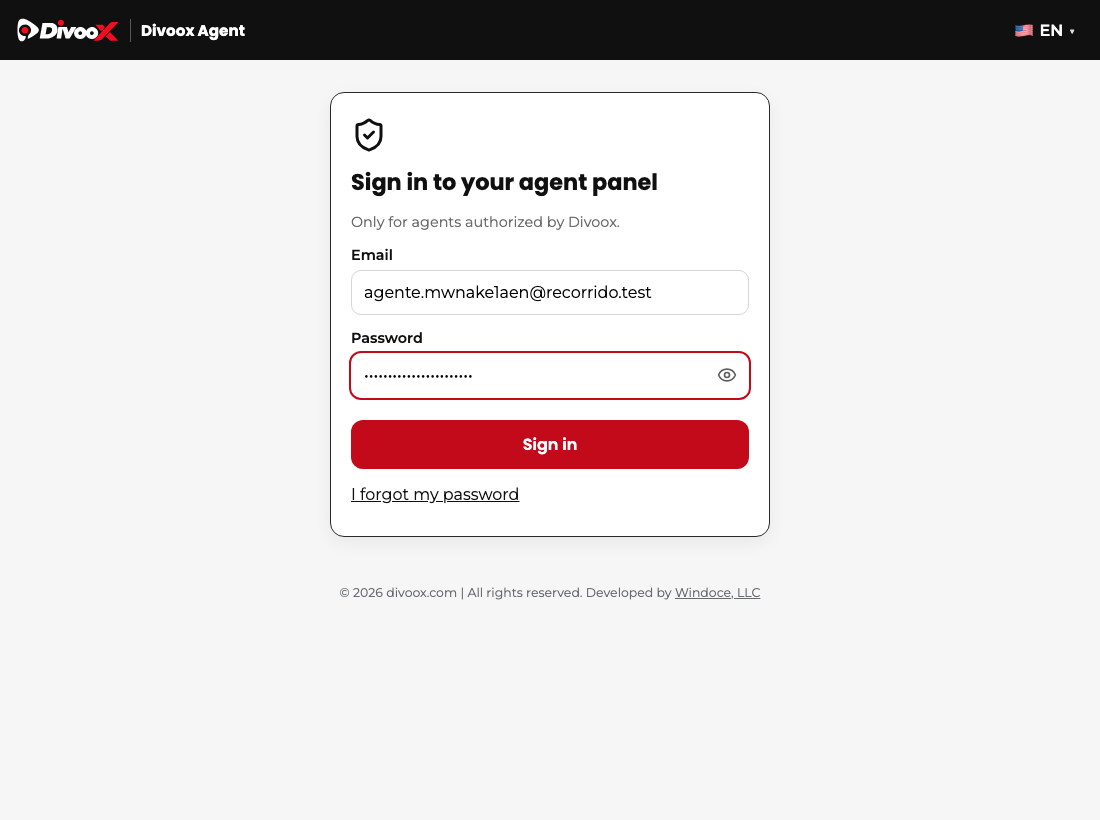 DivooX Divoox Agent EN
Sign in to your agent panel
Only for agents authorized by Divoox.
Email
agente.mwnake1aen@recorrido.test
Password
Sign in
I forgot my password
© 2026 divoox.com | All rights reserved. Developed by Windoce, LLC